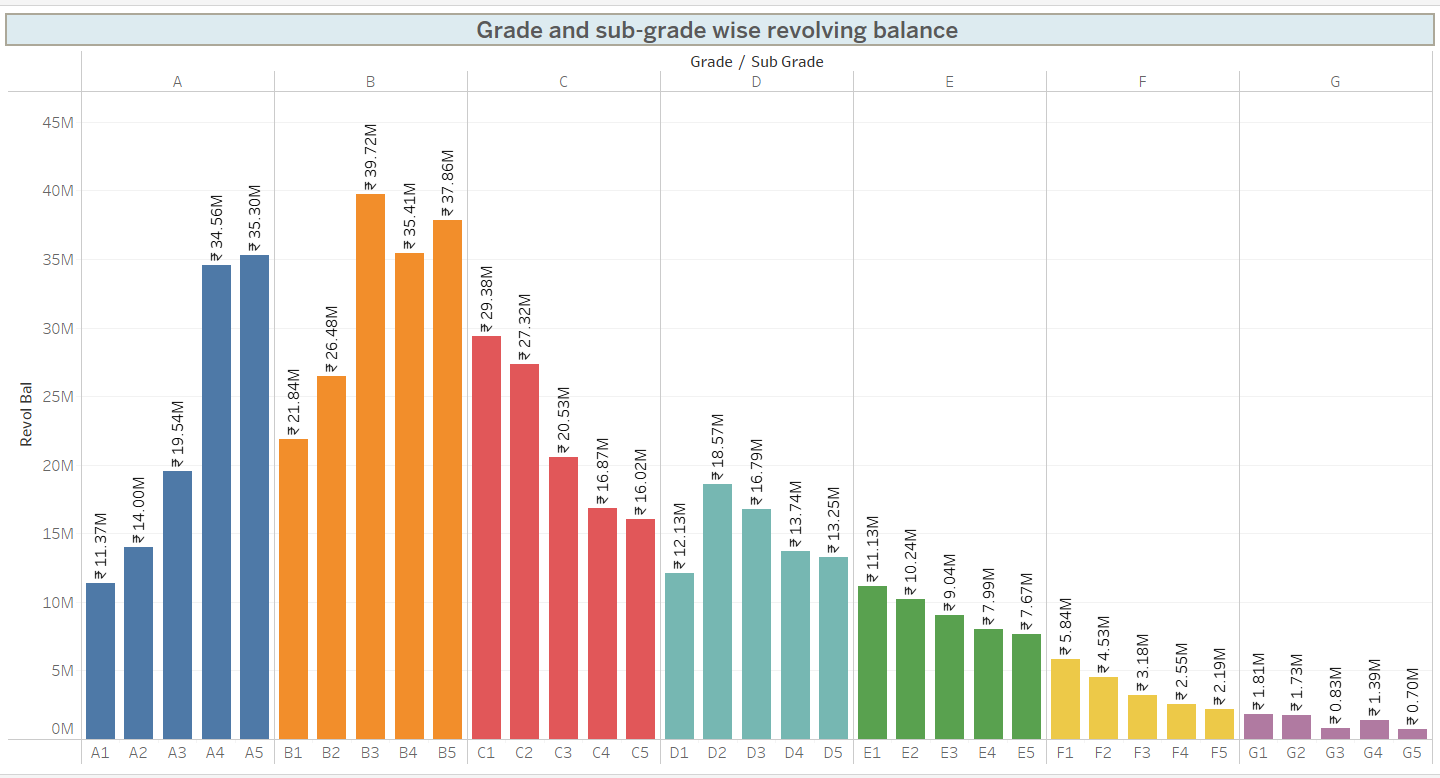 Grade and sub-grade wise revolving balance
Grade / Sub Grade
A B C D E F G
45M
40M
35M
30M
25M
20M
15M
10M
5M
0M
Revol Bal
₹ 11.37M
₹ 14.00M
₹ 19.54M
₹ 34.56M
₹ 35.30M
₹ 21.84M
₹ 26.48M
₹ 39.72M
₹ 35.41M
₹ 37.86M
₹ 29.38M
₹ 27.32M
₹ 20.53M
₹ 16.87M
₹ 16.02M
₹ 12.13M
₹ 18.57M
₹ 16.79M
₹ 13.74M
₹ 13.25M
₹ 11.13M
₹ 10.24M
₹ 9.04M
₹ 7.99M
₹ 7.67M
₹ 5.84M
₹ 4.53M
₹ 3.18M
₹ 2.55M
₹ 2.19M
₹ 1.81M
₹ 1.73M
₹ 0.83M
₹ 1.39M
₹ 0.70M
A1 A2 A3 A4 A5 B1 B2 B3 B4 B5 C1 C2 C3 C4 C5 D1 D2 D3 D4 D5 E1 E2 E3 E4 E5 F1 F2 F3 F4 F5 G1 G2 G3 G4 G5